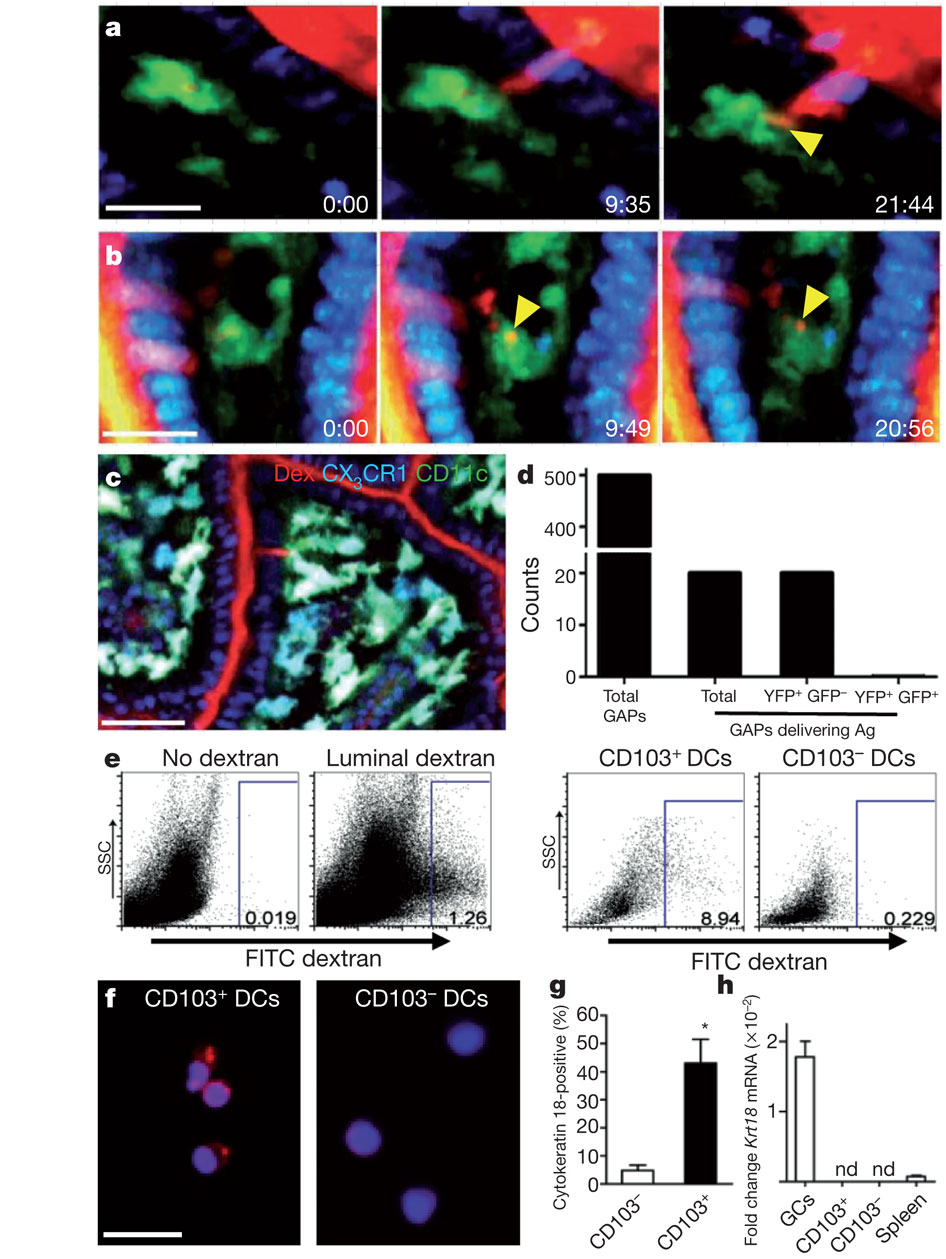 a
0:00
9:35
21:44
b
0:00
9:49
20:56
c
Dex CX₃CR1 CD11c
d
Counts
500
400
20
10
0
Total GAPs
Total
YFP⁺ GFP⁻
YFP⁺ GFP⁺
GAPs delivering Ag
e
No dextran
Luminal dextran
SSC
0.019
1.26
FITC dextran
CD103⁺ DCs
CD103⁻ DCs
SSC
8.94
0.229
FITC dextran
f
CD103⁺ DCs
CD103⁻ DCs
g
Cytokeratin 18-positive (%)
60
50
40
30
20
10
0
*
CD103⁻
CD103⁺
h
Fold change Krt18 mRNA (×10⁻²)
2
1
nd
nd
GCs
CD103⁺
CD103⁻
Spleen